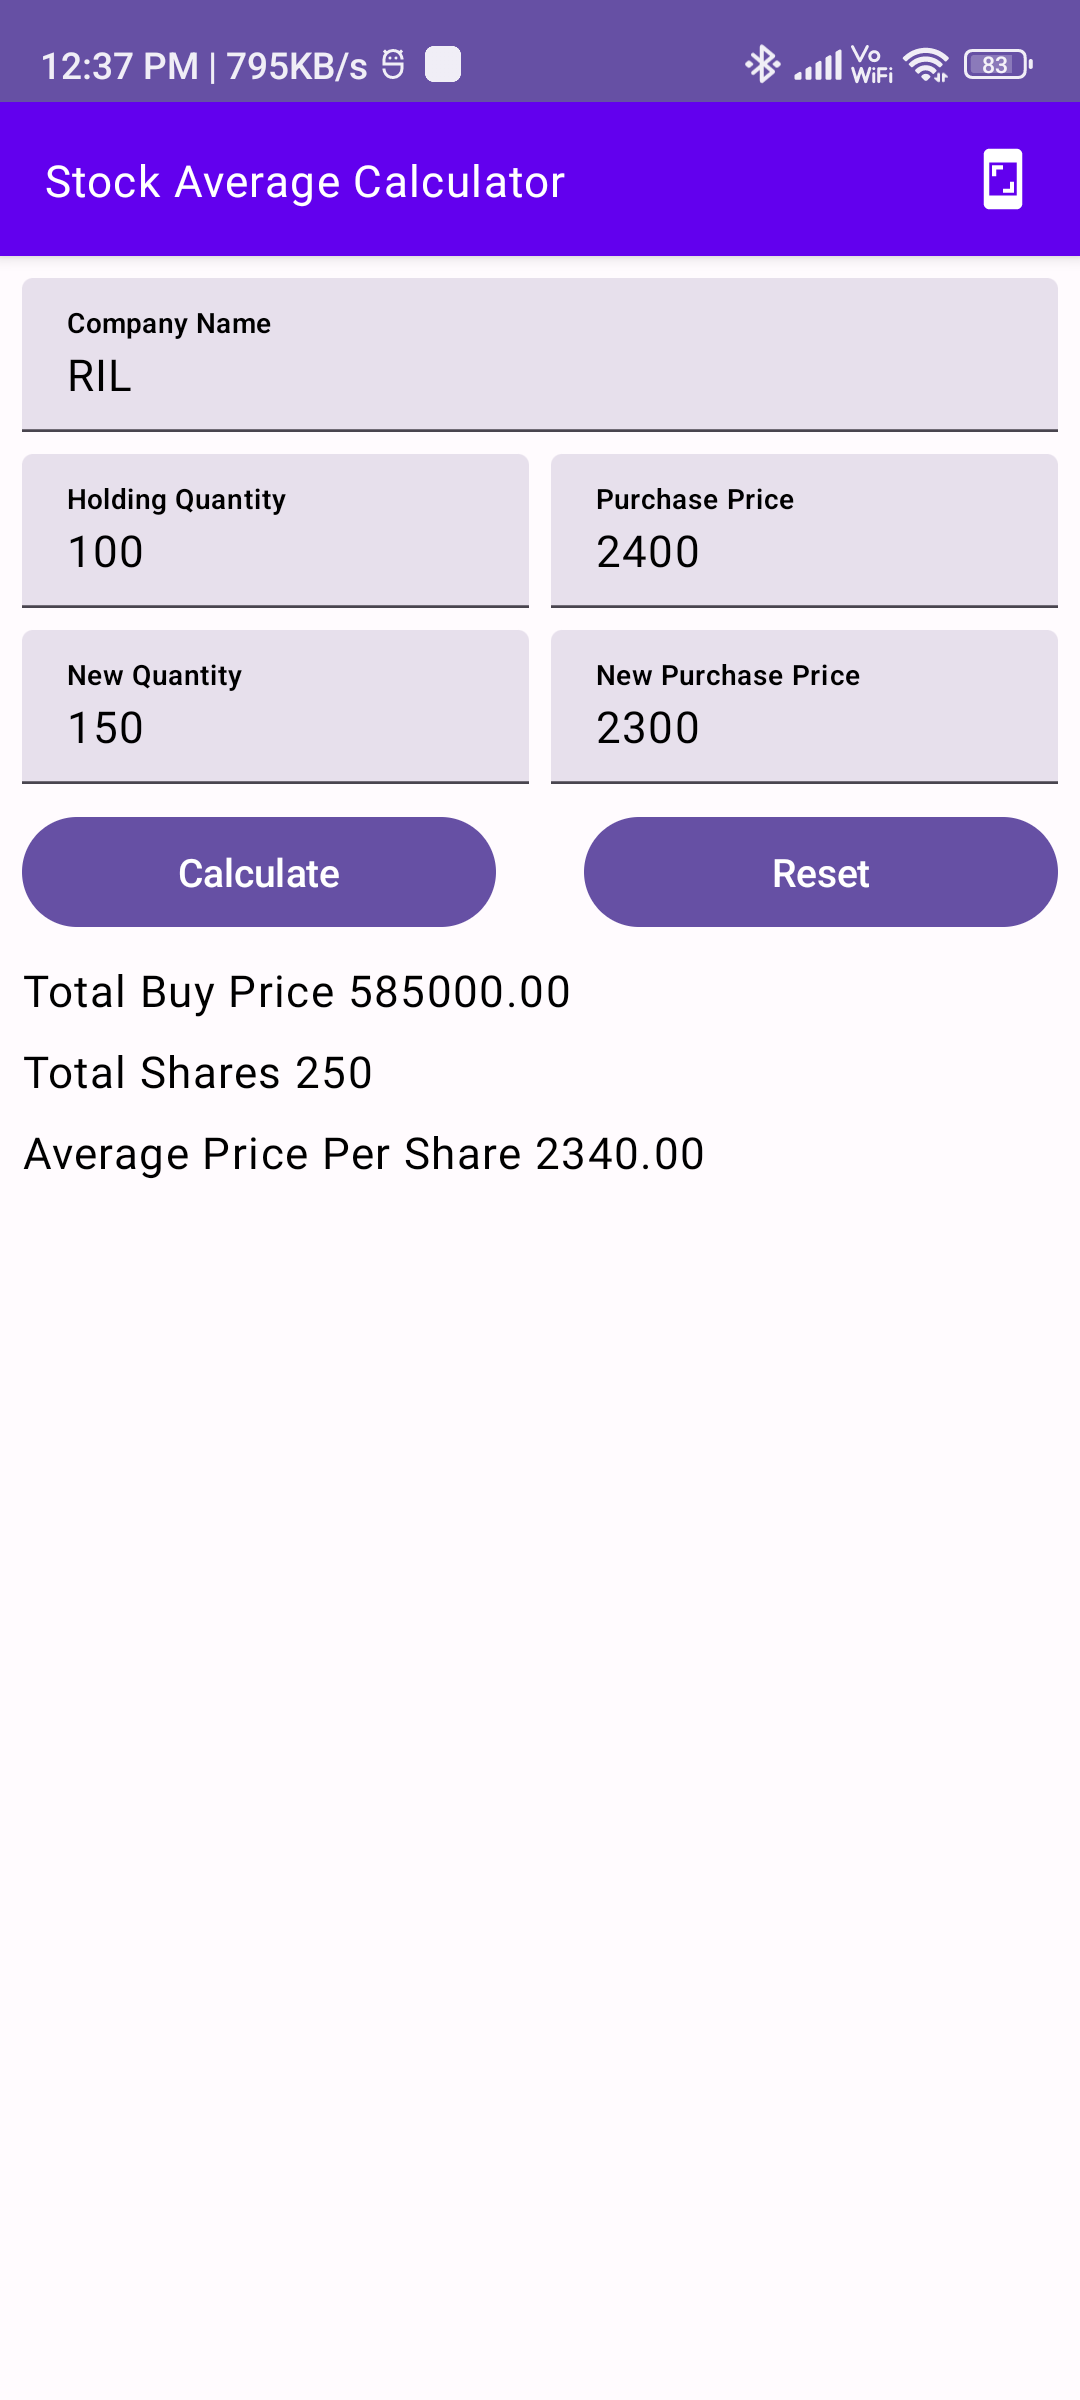 12:37 PM | 795KB/s Vo WiFi 83
Stock Average Calculator
Company Name
RIL
Holding Quantity Purchase Price
100 2400
New Quantity New Purchase Price
150 2300
Calculate Reset
Total Buy Price 585000.00
Total Shares 250
Average Price Per Share 2340.00